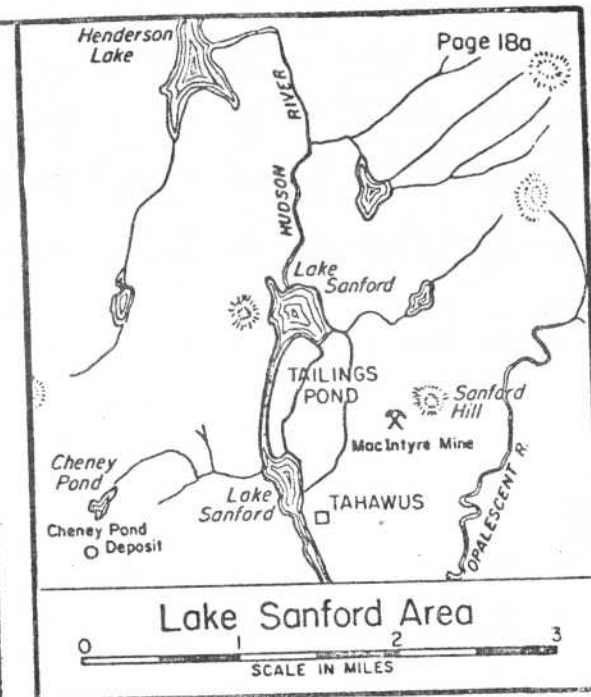 Henderson
Lake
Page 18a
HUDSON RIVER
Lake
Sanford
TAILINGS
POND
Sanford
Hill
MacIntyre Mine
Cheney
Pond
Lake
Sanford
TAHAWUS
OPALESCENT R.
Cheney Pond
Deposit
Lake Sanford Area
0 1 2 3
SCALE IN MILES